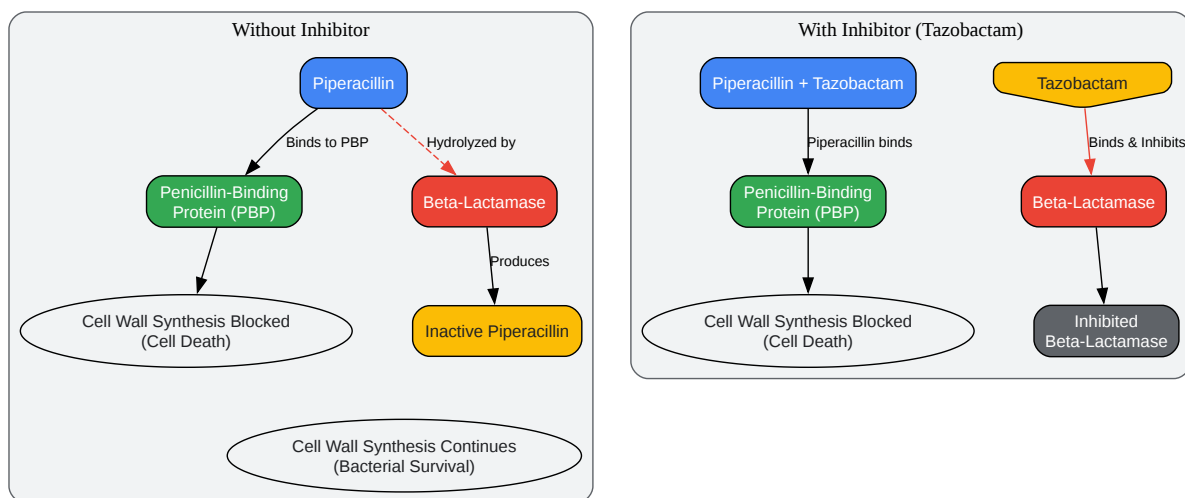 Without Inhibitor
Piperacillin
Binds to PBP
Hydrolyzed by
Penicillin-Binding
Protein (PBP)
Beta-Lactamase
Produces
Cell Wall Synthesis Blocked
(Cell Death)
Inactive Piperacillin
Cell Wall Synthesis Continues
(Bacterial Survival)
With Inhibitor (Tazobactam)
Piperacillin + Tazobactam
Tazobactam
Piperacillin binds
Binds & Inhibits
Penicillin-Binding
Protein (PBP)
Beta-Lactamase
Cell Wall Synthesis Blocked
(Cell Death)
Inhibited
Beta-Lactamase